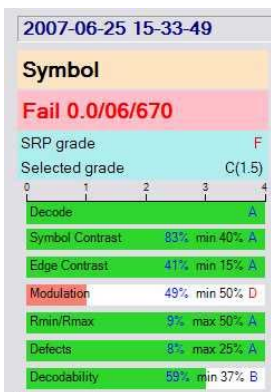 2007-06-25 15-33-49
Symbol
Fail 0.0/06/670
SRP grade F
Selected grade C(1.5)
0 1 2 3 4
Decode A
Symbol Contrast 83% min 40% A
Edge Contrast 41% min 15% A
Modulation 49% min 50% D
Rmin/Rmax 9% max 50% A
Defects 8% max 25% A
Decodability 59% min 37% B